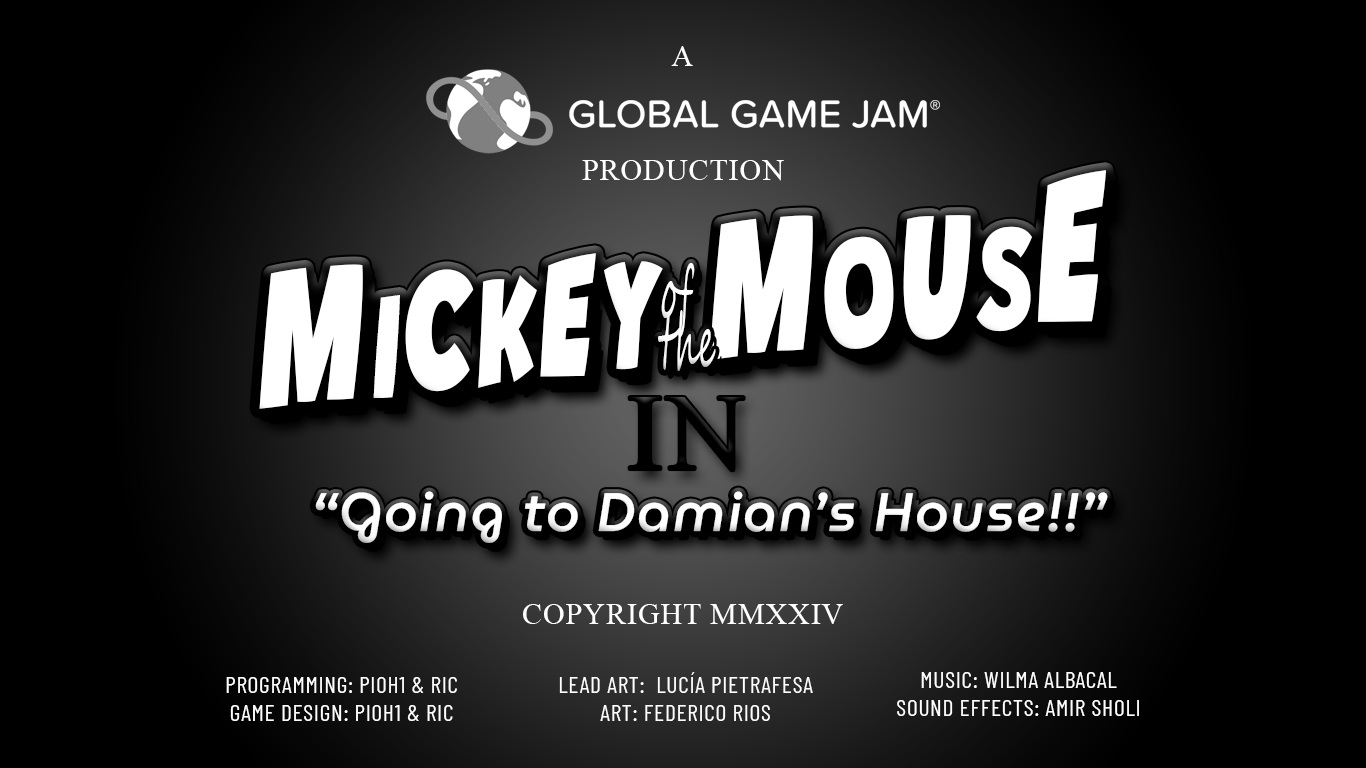 A
GLOBAL GAME JAM®
PRODUCTION
MICKEY of the MOUSE
IN
“Going to Damian’s House!!”
COPYRIGHT MMXXIV
PROGRAMMING: PIOH1 & RIC
GAME DESIGN: PIOH1 & RIC
LEAD ART: LUCÍA PIETRAFESA
ART: FEDERICO RIOS
MUSIC: WILMA ALBACAL
SOUND EFFECTS: AMIR SHOLI